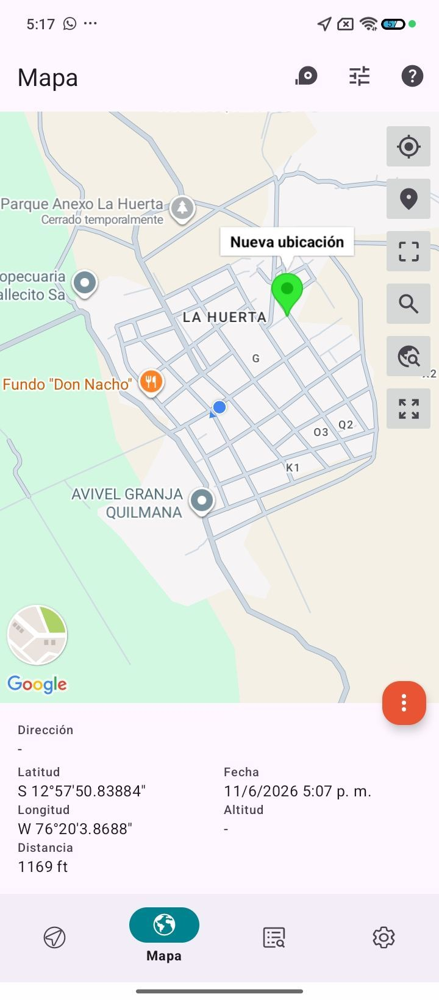 5:17
57
Mapa
Parque Anexo La Huerta
Cerrado temporalmente
Nueva ubicación
opecuaria
allecito Sa
LA HUERTA
G
Fundo "Don Nacho"
Q2
O3
K1
AVIVEL GRANJA
QUILMANA
Google
Dirección
-
Latitud
S 12°57'50.83884"
Fecha
11/6/2026 5:07 p. m.
Longitud
W 76°20'3.8688"
Altitud
-
Distancia
1169 ft
Mapa